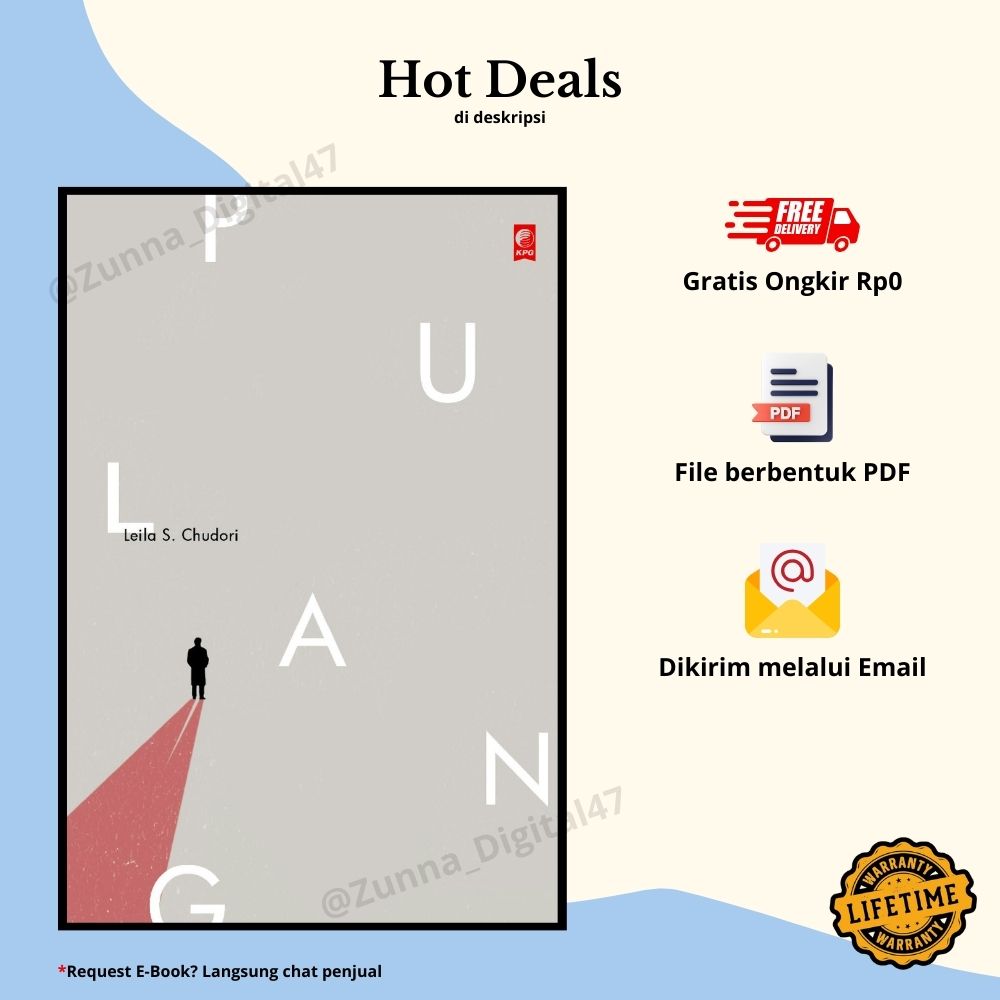 Hot Deals
di deskripsi
@Zunna_Digital47
P
KPG
U
L
Leila S. Chudori
A
N
G
@Zunna_Digital47
FREE
DELIVERY
Gratis Ongkir Rp0
PDF
File berbentuk PDF
@
Dikirim melalui Email
WARRANTY
LIFETIME
WARRANTY
*Request E-Book? Langsung chat penjual